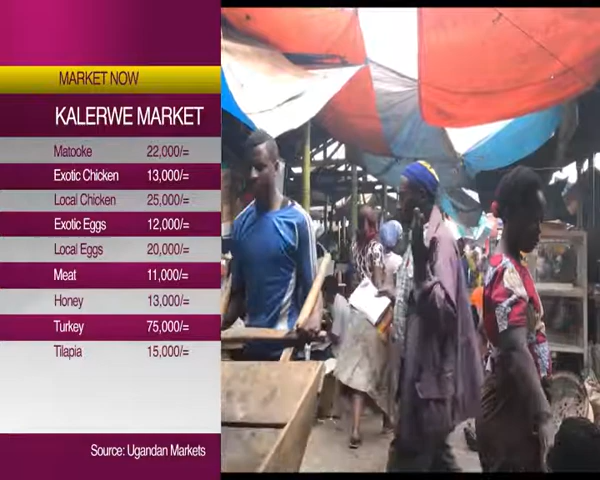 MARKET NOW
KALERWE MARKET
Matooke 22,000/=
Exotic Chicken 13,000/=
Local Chicken 25,000/=
Exotic Eggs 12,000/=
Local Eggs 20,000/=
Meat 11,000/=
Honey 13,000/=
Turkey 75,000/=
Tilapia 15,000/=
Source: Ugandan Markets